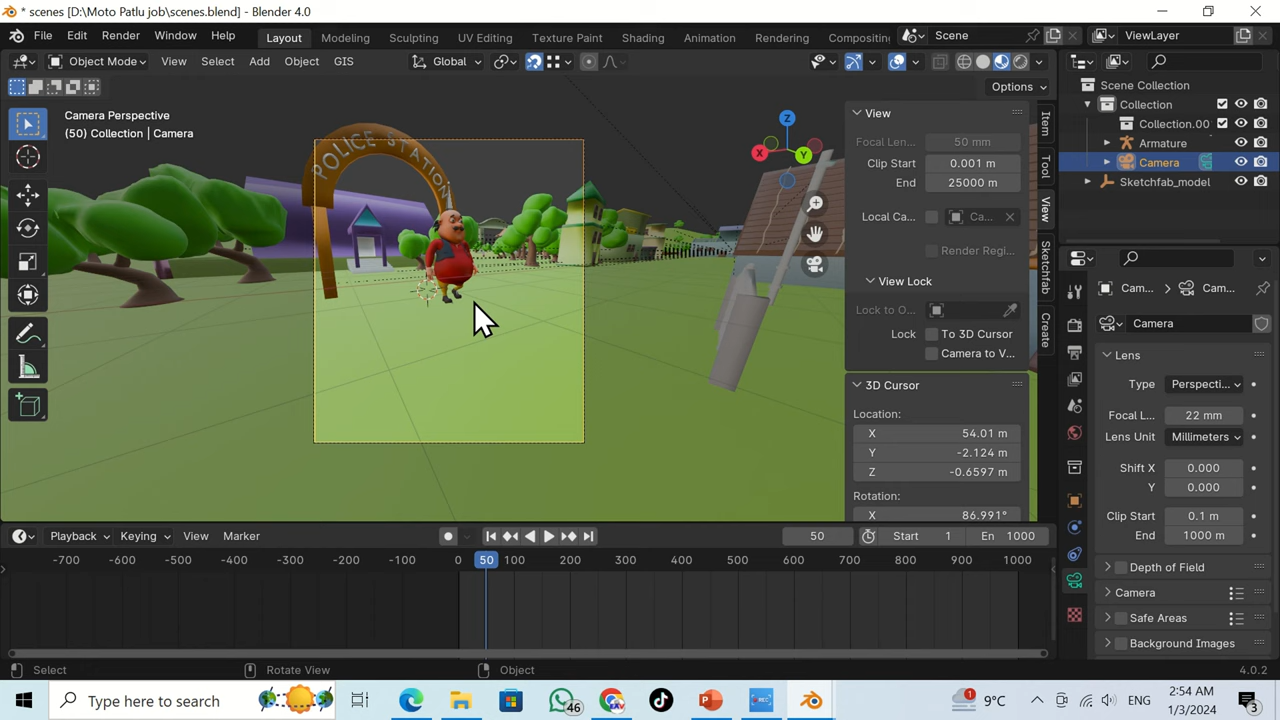 * scenes [D:\Moto Patlu job\scenes.blend] - Blender 4.0
File Edit Render Window Help Layout Modeling Sculpting UV Editing Texture Paint Shading Animation Rendering Compositing Scene ViewLayer
Object Mode View Select Add Object GIS Global
Options
Camera Perspective
(50) Collection | Camera
POLICE STATION
Z
X
Y
View
Focal Len... 50 mm
Clip Start 0.001 m
End 25000 m
Local Ca... Ca...
Render Regi...
View Lock
Lock to O...
Lock To 3D Cursor
Camera to V...
3D Cursor
Location:
X 54.01 m
Y -2.124 m
Z -0.6597 m
Rotation:
X 86.991°
Item
Tool
View
Sketchfab
Create
Scene Collection
Collection
Collection.00
Armature
Camera
Sketchfab_model
Cam... Cam...
Camera
Lens
Type Perspecti...
Focal L... 22 mm
Lens Unit Millimeters
Shift X 0.000
Y 0.000
Clip Start 0.1 m
End 1000 m
Depth of Field
Camera
Safe Areas
Background Images
Playback Keying View Marker 50 Start 1 En 1000
-700 -600 -500 -400 -300 -200 -100 0 50 100 200 300 400 500 600 700 800 900 1000
Select Rotate View Object 4.0.2
Type here to search 46 9°C ENG 2:54 AM 1/3/2024 3